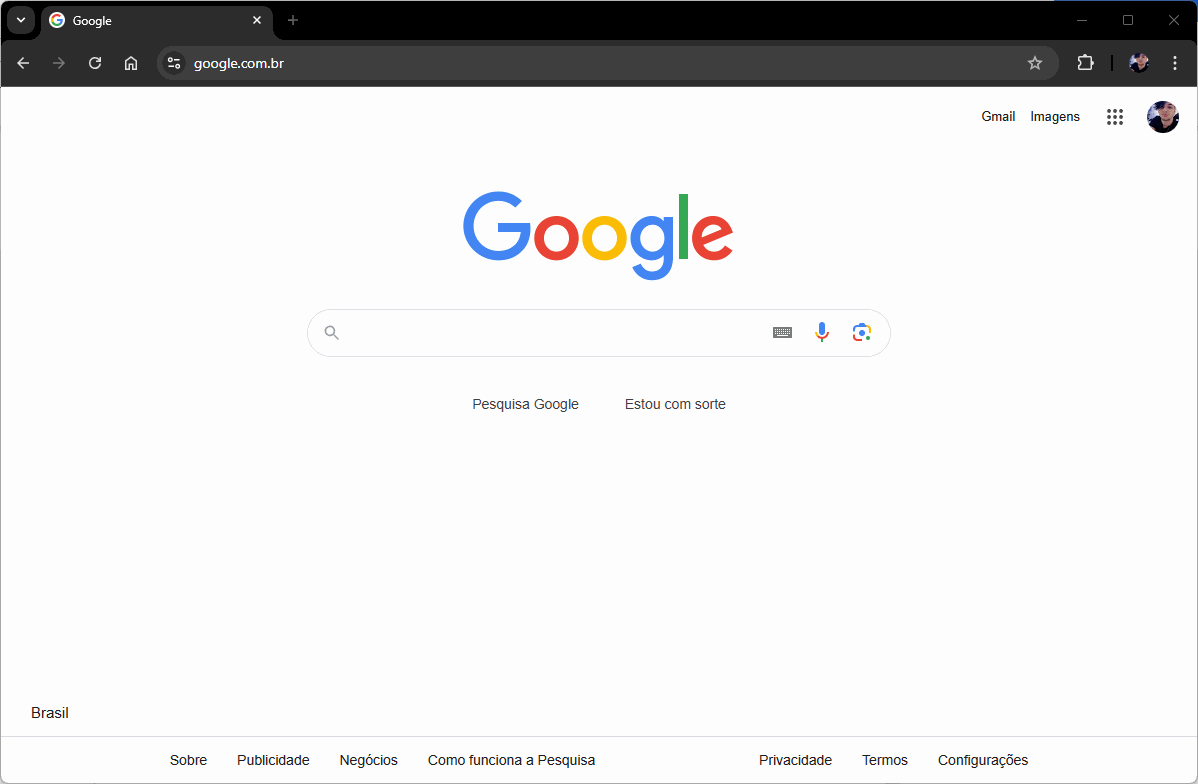 Google
google.com.br
Gmail Imagens
Google
Pesquisa Google Estou com sorte
Brasil
Sobre Publicidade Negócios Como funciona a Pesquisa Privacidade Termos Configurações